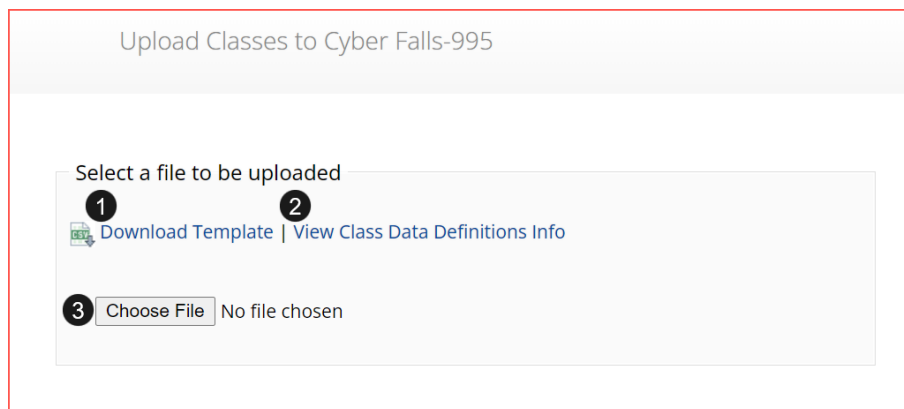 Upload Classes to Cyber Falls-995
Select a file to be uploaded
1 2
CSV Download Template | View Class Data Definitions Info
3 Choose File No file chosen